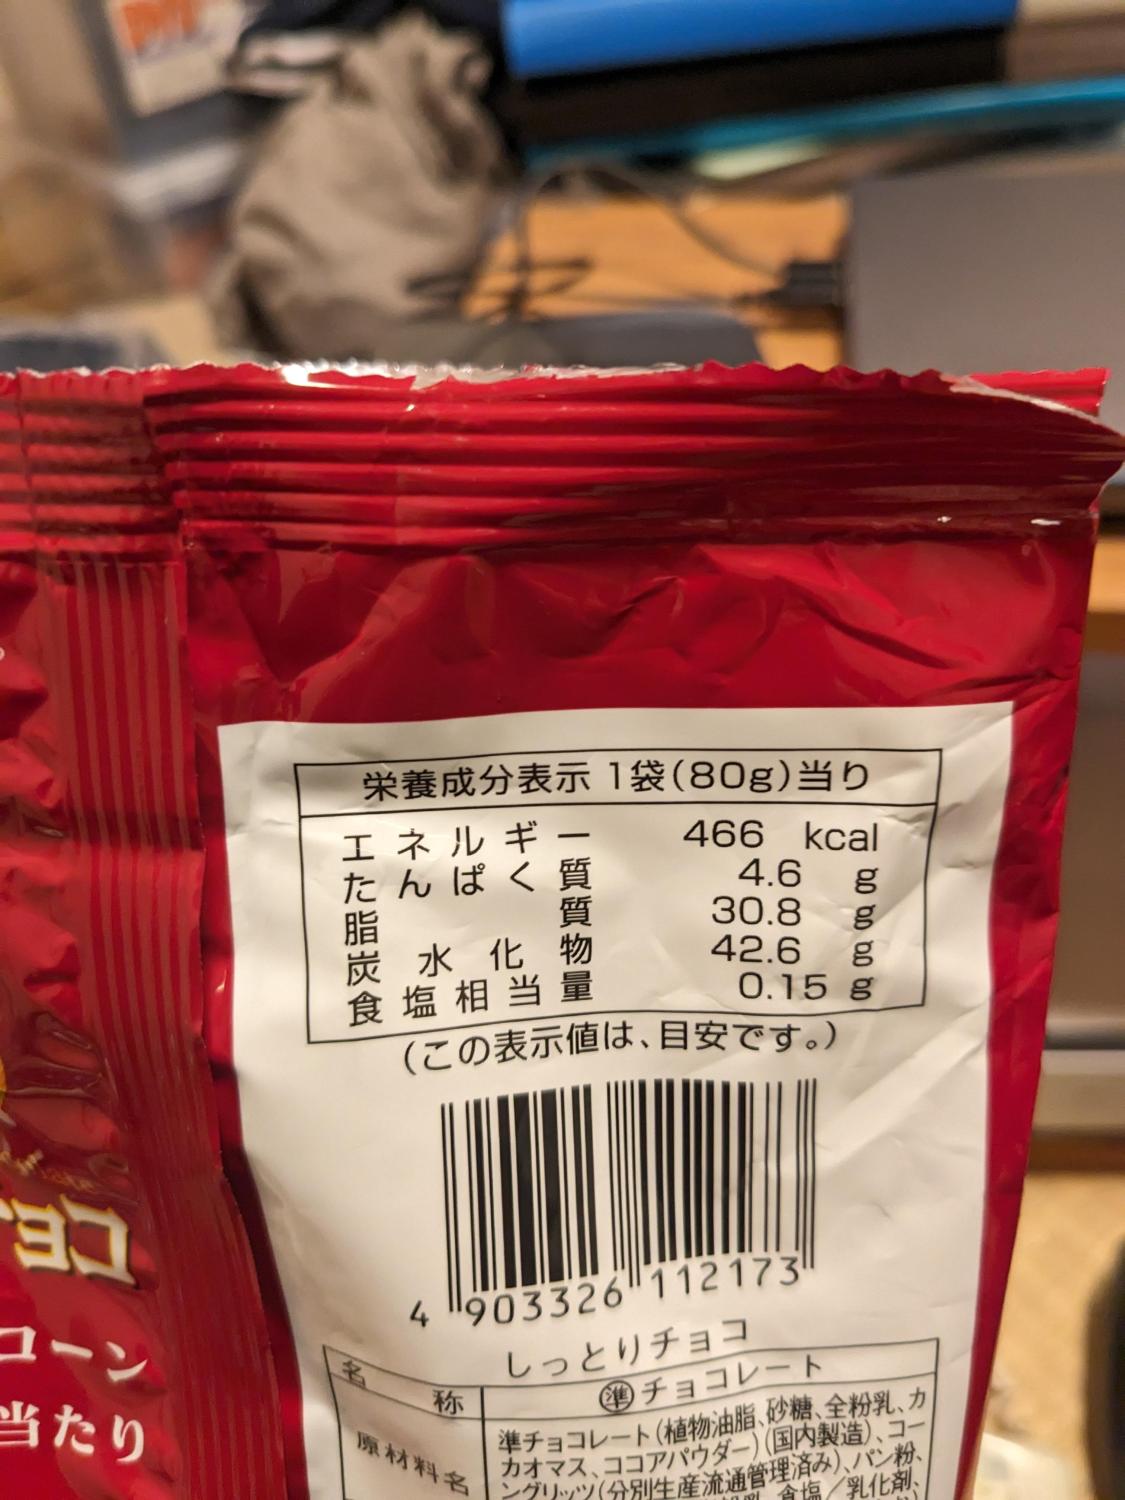 栄養成分表示 1袋(80g)当り
エネルギー 466 kcal
たんぱく質 4.6 g
脂質 30.8 g
炭水化物 42.6 g
食塩相当量 0.15 g
(この表示値は、目安です。)
4 903326 112173
しっとりチョコ
名称 ㊜チョコレート
原材料名 準チョコレート(植物油脂、砂糖、全粉乳、カ
カオマス、ココアパウダー)(国内製造)、コー
ングリッツ(分別生産流通管理済み)、パン粉、
食塩/乳化剤、
ョコ
コーン
当たり